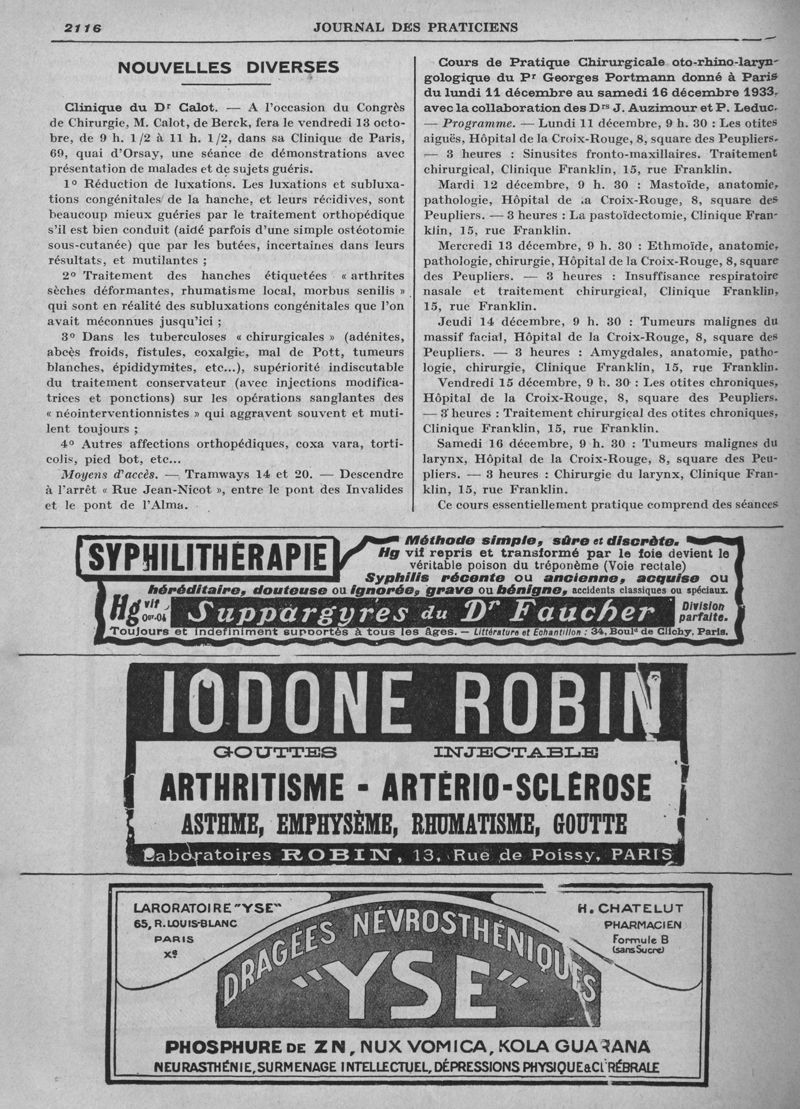 2116
JOURNAL DES PRATICIENS
NOUVELLES DIVERSES
Clinique du Dr Calot. — A l'occasion du Congrès
de Chirurgie, M. Calot, de Berck, fera le vendredi 13 octo-
bre, de 9 h. 1/2 à 11 h. 1/2, dans sa Clinique de Paris,
69, quai d'Orsay, une séance de démonstrations avec
présentation de malades et de sujets guéris.
1o Réduction de luxations. Les luxations et subluxa-
tions congénitales de la hanche, et leurs récidives, sont
beaucoup mieux guéries par le traitement orthopédique
s'il est bien conduit (aidé parfois d'une simple ostéotomie
sous-cutanée) que par les butées, incertaines dans leurs
résultats, et mutilantes ;
2o Traitement des hanches étiquetées « arthrites
sèches déformantes, rhumatisme local, morbus senilis »
qui sont en réalité des subluxations congénitales que l'on
avait méconnues jusqu'ici ;
3o Dans les tuberculoses « chirurgicales » (adénites,
abcès froids, fistules, coxalgie, mal de Pott, tumeurs
blanches, épididymites, etc...), supériorité indiscutable
du traitement conservateur (avec injections modifica-
trices et ponctions) sur les opérations sanglantes des
« néointerventionnistes » qui aggravent souvent et muti-
lent toujours ;
4o Autres affections orthopédiques, coxa vara, torti-
colis, pied bot, etc...
Moyens d'accès. — Tramways 14 et 20. — Descendre
à l'arrêt « Rue Jean-Nicot », entre le pont des Invalides
et le pont de l'Alma.
Cours de Pratique Chirurgicale oto-rhino-laryn-
gologique du Pr Georges Portmann donné à Paris
du lundi 11 décembre au samedi 16 décembre 1933,
avec la collaboration des Drs J. Auzimour et P. Leduc.
— Programme. — Lundi 11 décembre, 9 h. 30 : Les otites
aiguës, Hôpital de la Croix-Rouge, 8, square des Peupliers.
— 3 heures : Sinusites fronto-maxillaires. Traitement
chirurgical, Clinique Franklin, 15, rue Franklin.
Mardi 12 décembre, 9 h. 30 : Mastoïde, anatomie,
pathologie, Hôpital de la Croix-Rouge, 8, square des
Peupliers. — 3 heures : La pastoïdectomie, Clinique Fran-
klin, 15, rue Franklin.
Mercredi 13 décembre, 9 h. 30 : Ethmoïde, anatomie,
pathologie, chirurgie, Hôpital de la Croix-Rouge, 8, square
des Peupliers. — 3 heures : Insuffisance respiratoire
nasale et traitement chirurgical, Clinique Franklin,
15, rue Franklin.
Jeudi 14 décembre, 9 h. 30 : Tumeurs malignes du
massif facial, Hôpital de la Croix-Rouge, 8, square des
Peupliers. — 3 heures : Amygdales, anatomie, patho-
logie, chirurgie, Clinique Franklin, 15, rue Franklin.
Vendredi 15 décembre, 9 h. 30 : Les otites chroniques,
Hôpital de la Croix-Rouge, 8, square des Peupliers.
— 3 heures : Traitement chirurgical des otites chroniques,
Clinique Franklin, 15, rue Franklin.
Samedi 16 décembre, 9 h. 30 : Tumeurs malignes du
larynx, Hôpital de la Croix-Rouge, 8, square des Peu-
pliers. — 3 heures : Chirurgie du larynx, Clinique Fran-
klin, 15, rue Franklin.
Ce cours essentiellement pratique comprend des séances
SYPHILITHÉRAPIE
Méthode simple, sûre et discrète.
Hg vif repris et transformé par le foie devient le
véritable poison du tréponème (Voie rectale)
Syphilis récente ou ancienne, acquise ou
héréditaire, douteuse ou ignorée, grave ou bénigne, accidents classiques ou spéciaux.
Hg vif 0gr.04 Suppargyres du Dr Faucher Division parfaite.
Toujours et indéfiniment supportés à tous les âges. — Littérature et Echantillon : 34, Bould de Clichy, Paris.
IODONE ROBIN
GOUTTES INJECTABLE
ARTHRITISME - ARTÉRIO-SCLÉROSE
ASTHME, EMPHYSÈME, RHUMATISME, GOUTTE
Laboratoires ROBIN, 13, Rue de Poissy, PARIS
LARORATOIRE "YSE"
65, R. LOUIS-BLANC
PARIS
Xe
H. CHATELUT
PHARMACIEN
Formule B
(sans Sucre)
DRAGÉES NÉVROSTHÉNIQUES
"YSE"
PHOSPHURE DE ZN, NUX VOMICA, KOLA GUARANA
NEURASTHÉNIE, SURMENAGE INTELLECTUEL, DÉPRESSIONS PHYSIQUE & CÉRÉBRALE